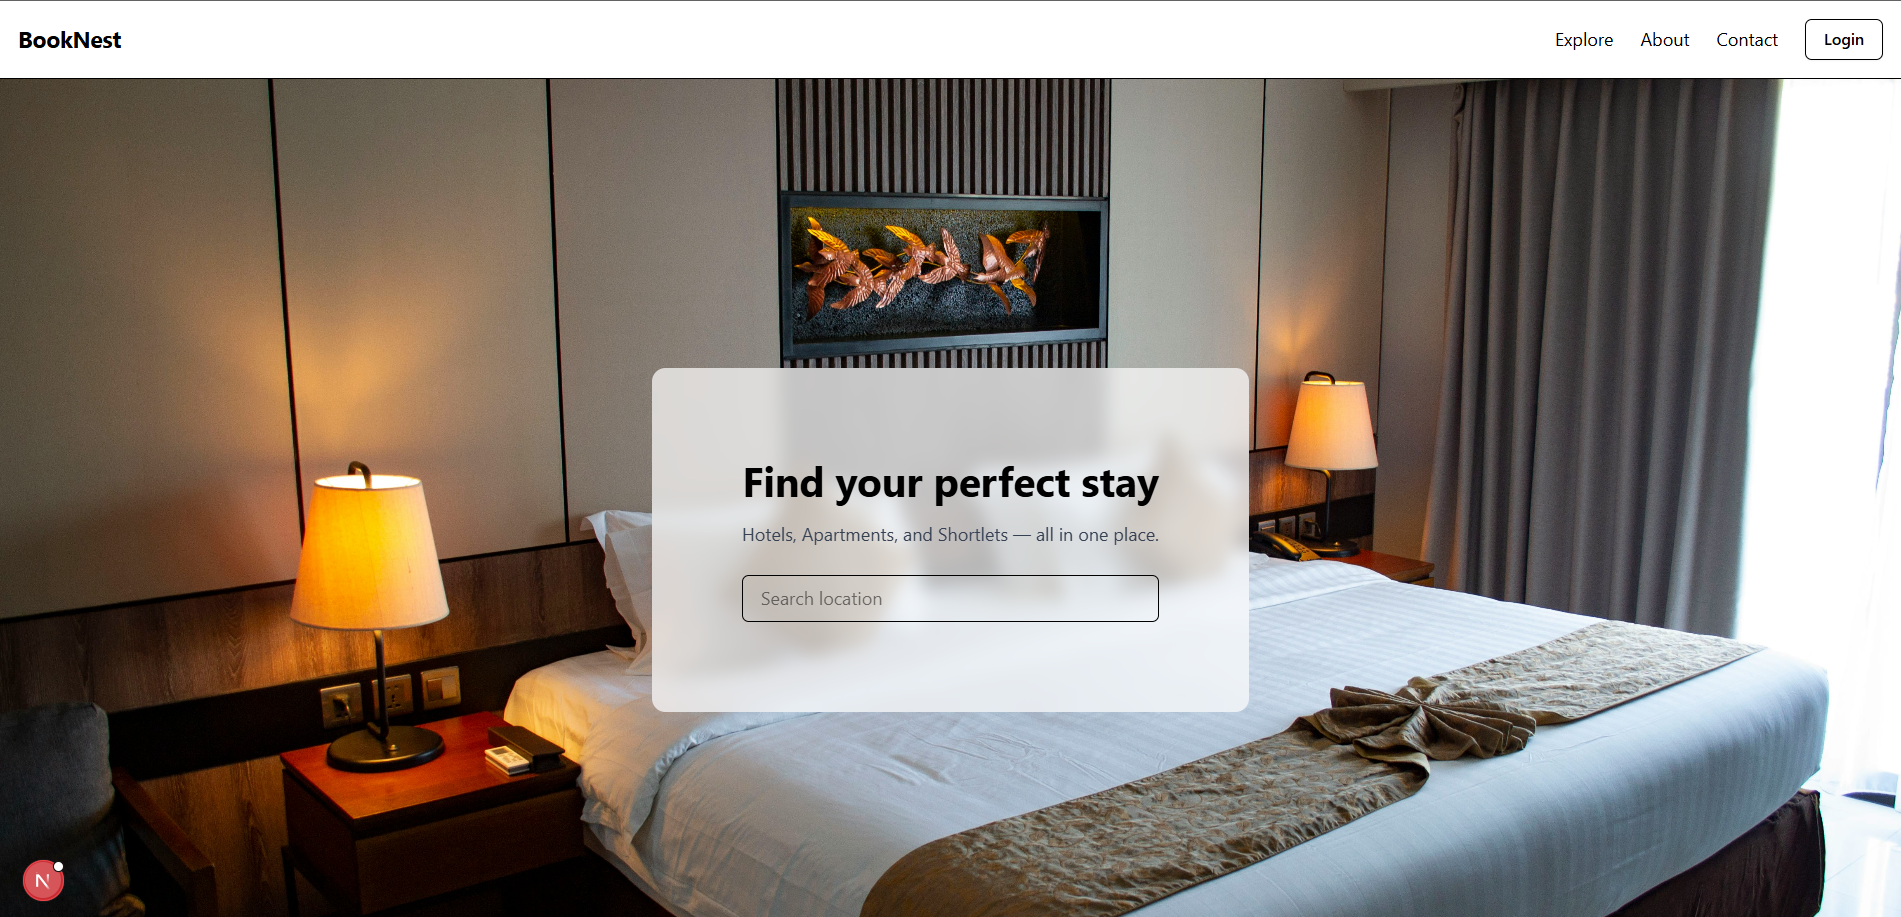 BookNest
Explore About Contact Login
Find your perfect stay
Hotels, Apartments, and Shortlets — all in one place.
Search location
N